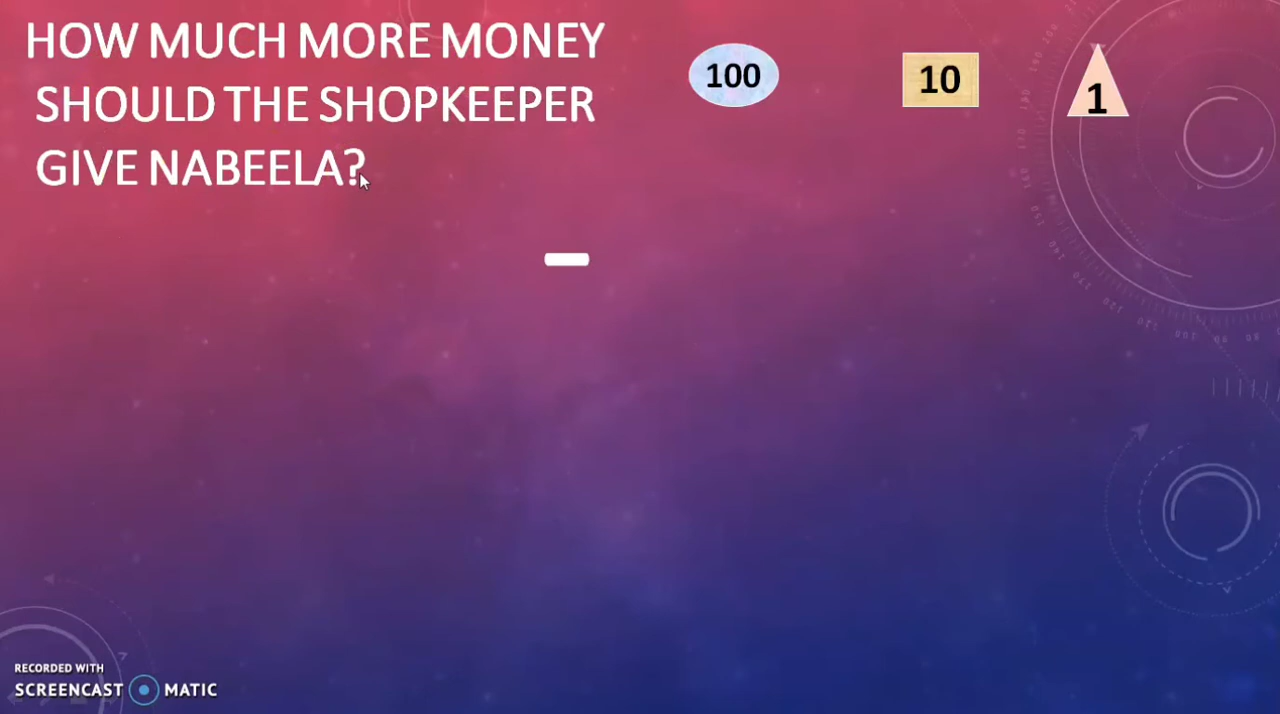 HOW MUCH MORE MONEY
SHOULD THE SHOPKEEPER
GIVE NABEELA?
100 10 1
-
RECORDED WITH
SCREENCAST MATIC